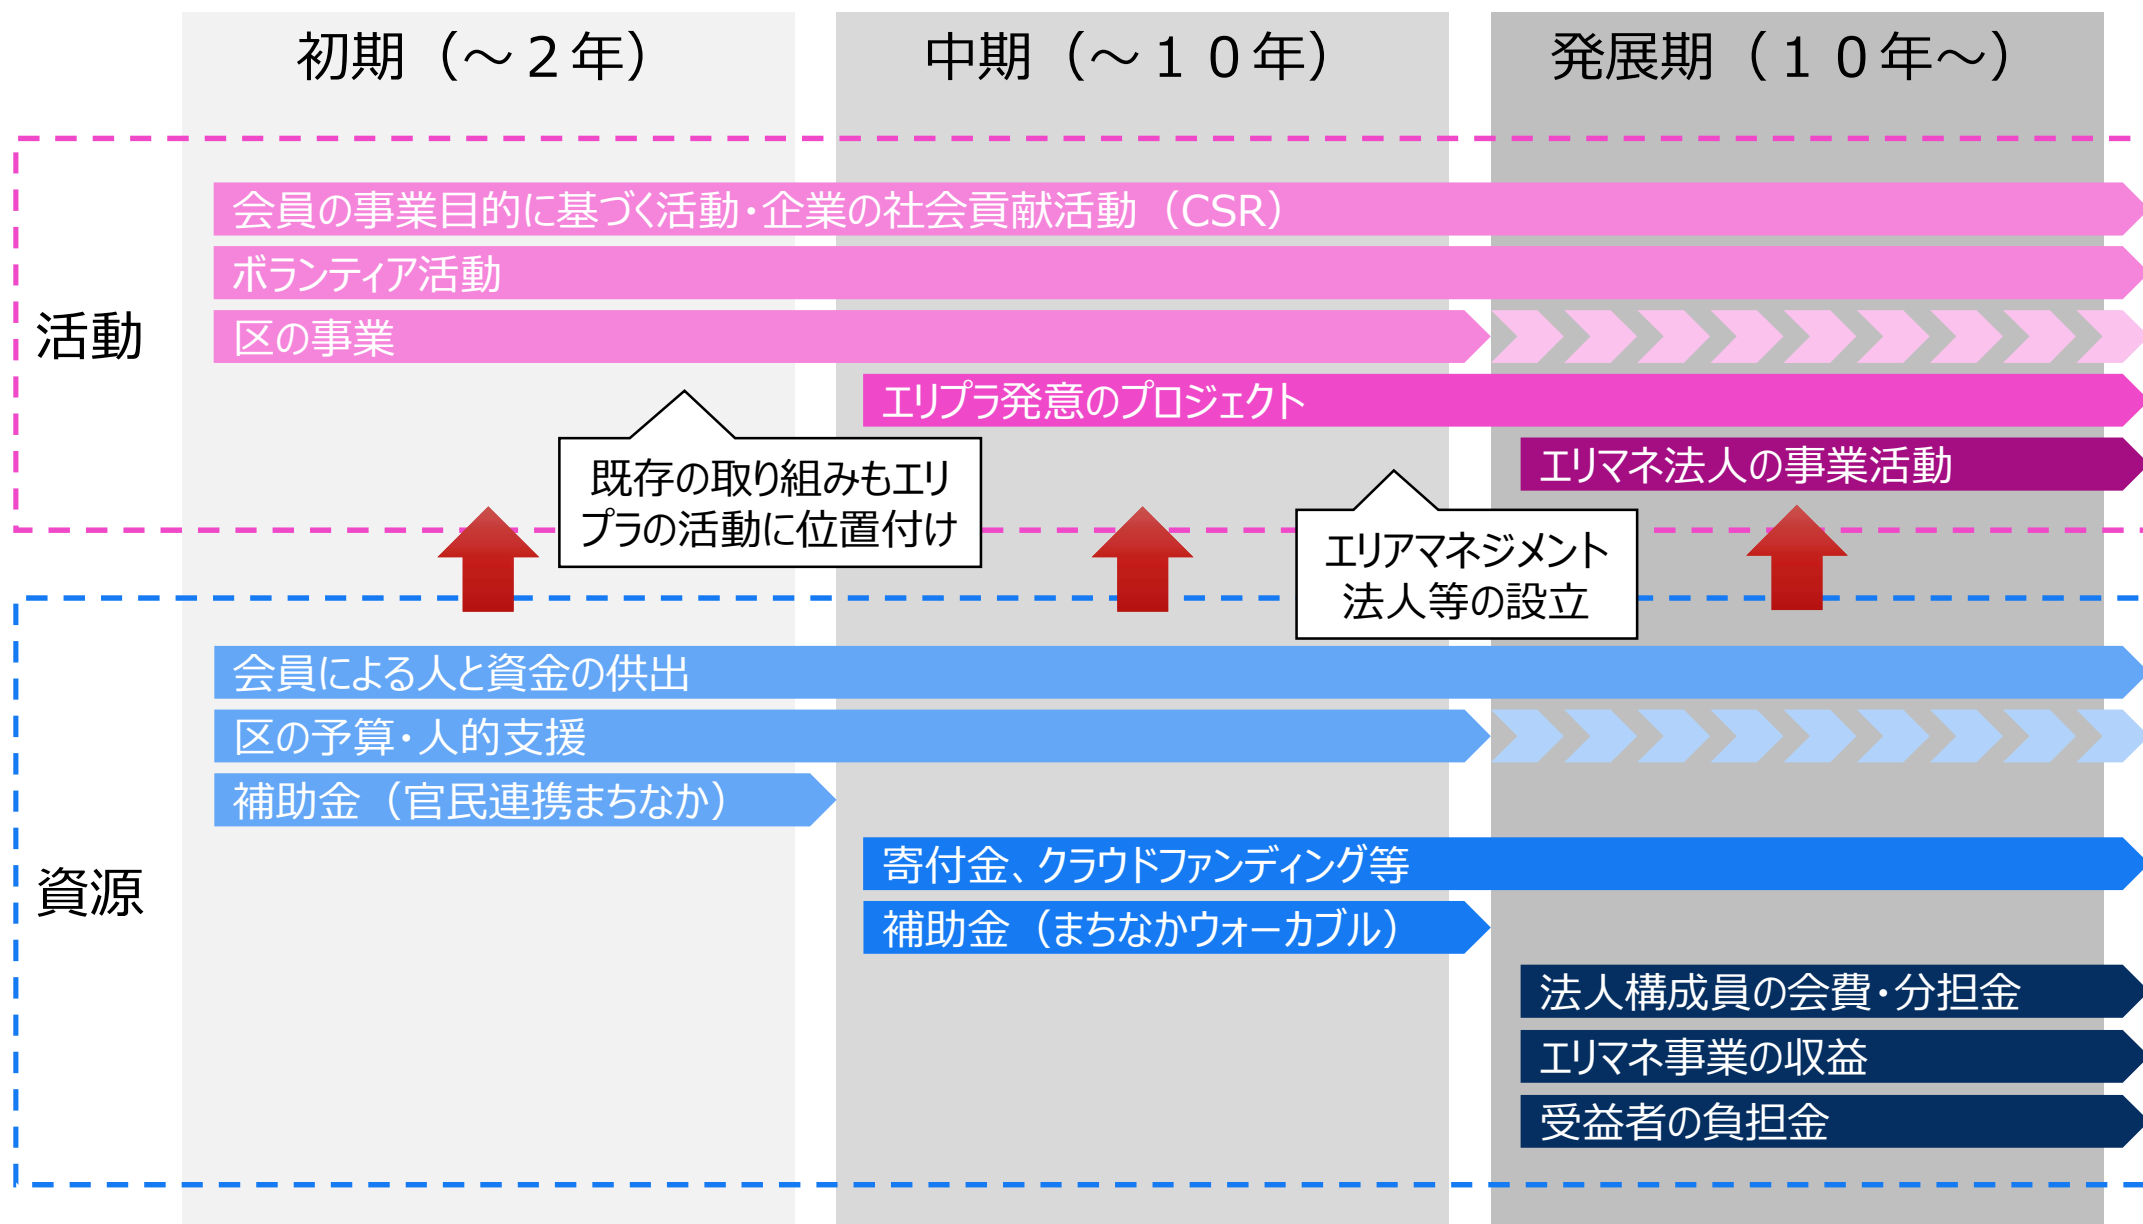 初期（～２年）
中期（～１０年）
発展期（１０年～）
活動
会員の事業目的に基づく活動・企業の社会貢献活動（CSR）
ボランティア活動
区の事業
エリプラ発意のプロジェクト
エリマネ法人の事業活動
既存の取り組みもエリ
プラの活動に位置付け
エリアマネジメント
法人等の設立
資源
会員による人と資金の供出
区の予算・人的支援
補助金（官民連携まちなか）
寄付金、クラウドファンディング等
補助金（まちなかウォーカブル）
法人構成員の会費・分担金
エリマネ事業の収益
受益者の負担金